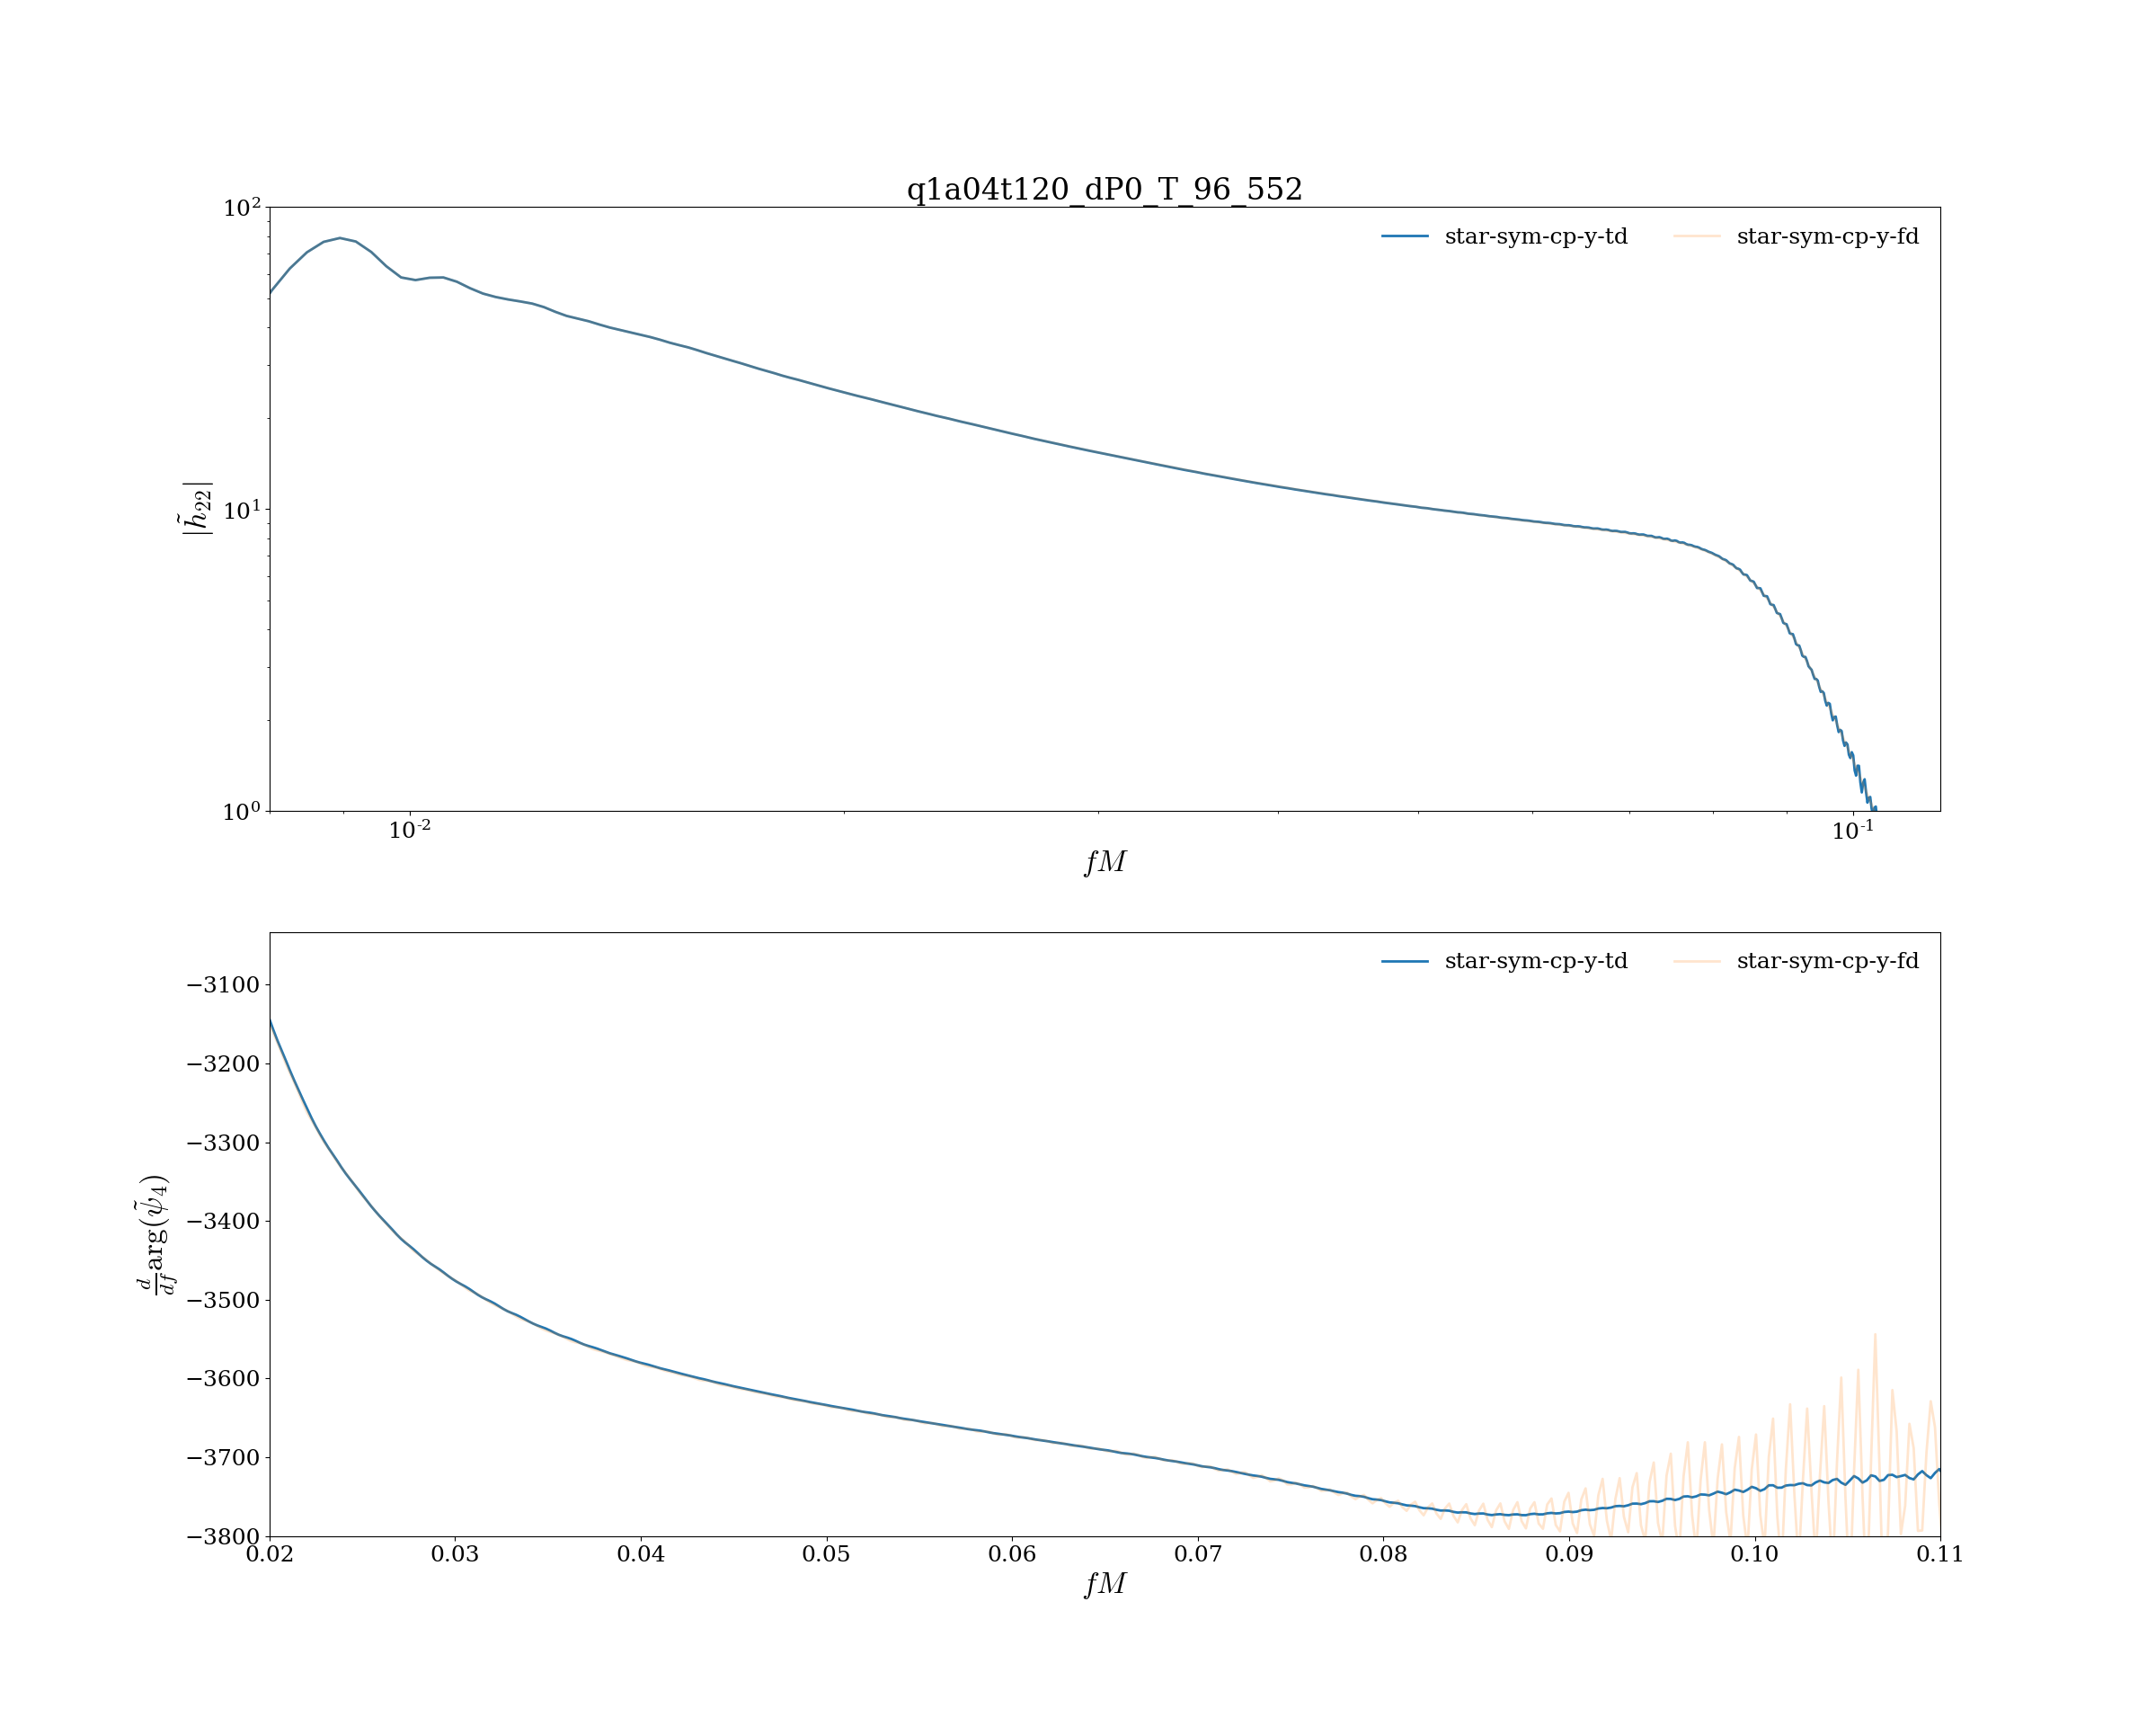 q1a04t120_dP0_T_96_552
10²
star-sym-cp-y-td star-sym-cp-y-fd
|h̃₂₂|
10¹
10⁰
10⁻² 10⁻¹
fM
star-sym-cp-y-td star-sym-cp-y-fd
−3100
−3200
−3300
−3400
d/df arg(ψ̃₄)
−3500
−3600
−3700
−3800
0.02 0.03 0.04 0.05 0.06 0.07 0.08 0.09 0.10 0.11
fM